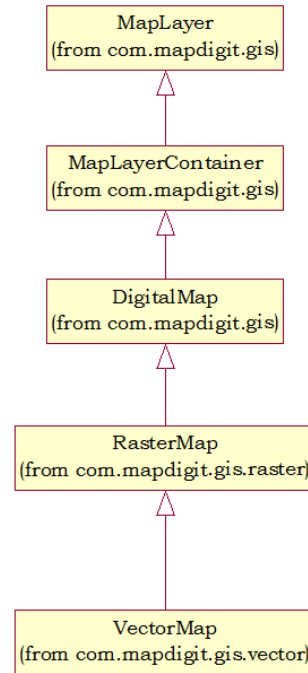 MapLayer
(from com.mapdigit.gis)
MapLayerContainer
(from com.mapdigit.gis)
DigitalMap
(from com.mapdigit.gis)
RasterMap
(from com.mapdigit.gis.raster)
VectorMap
(from com.mapdigit.gis.vector)